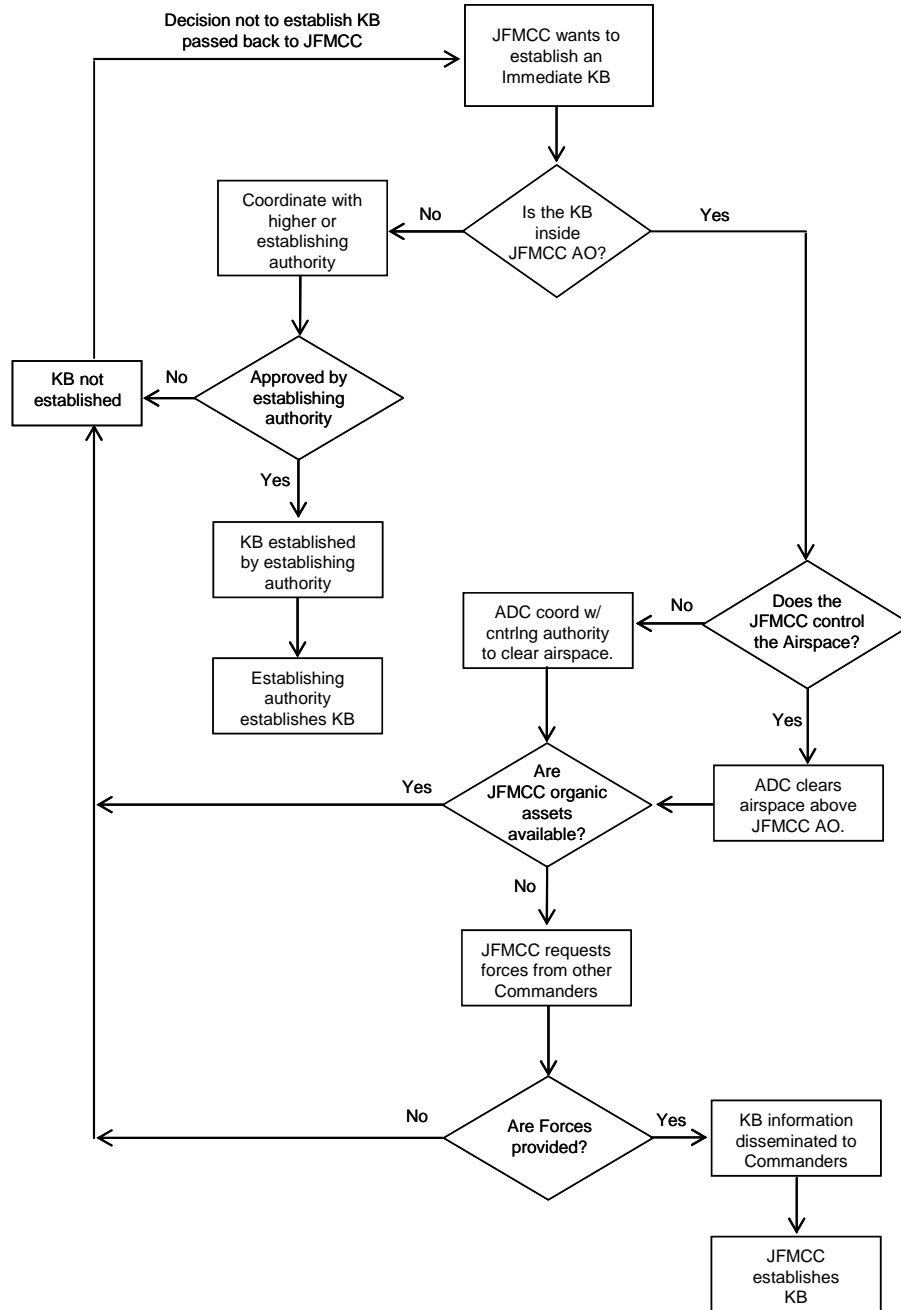 Decision not to establish KB
passed back to JFMCC
JFMCC wants to
establish an
Immediate KB
Coordinate with
higher or
establishing
authority
No
Is the KB
inside
JFMCC AO?
Yes
KB not
established
No
Approved by
establishing
authority
Yes
KB established
by establishing
authority
Establishing
authority
establishes KB
ADC coord w/
cntrlng authority
to clear airspace.
No
Does the
JFMCC control
the Airspace?
Yes
ADC clears
airspace above
JFMCC AO.
Yes
Are
JFMCC organic
assets
available?
No
JFMCC requests
forces from other
Commanders
No
Are Forces
provided?
Yes
KB information
disseminated to
Commanders
JFMCC
establishes
KB